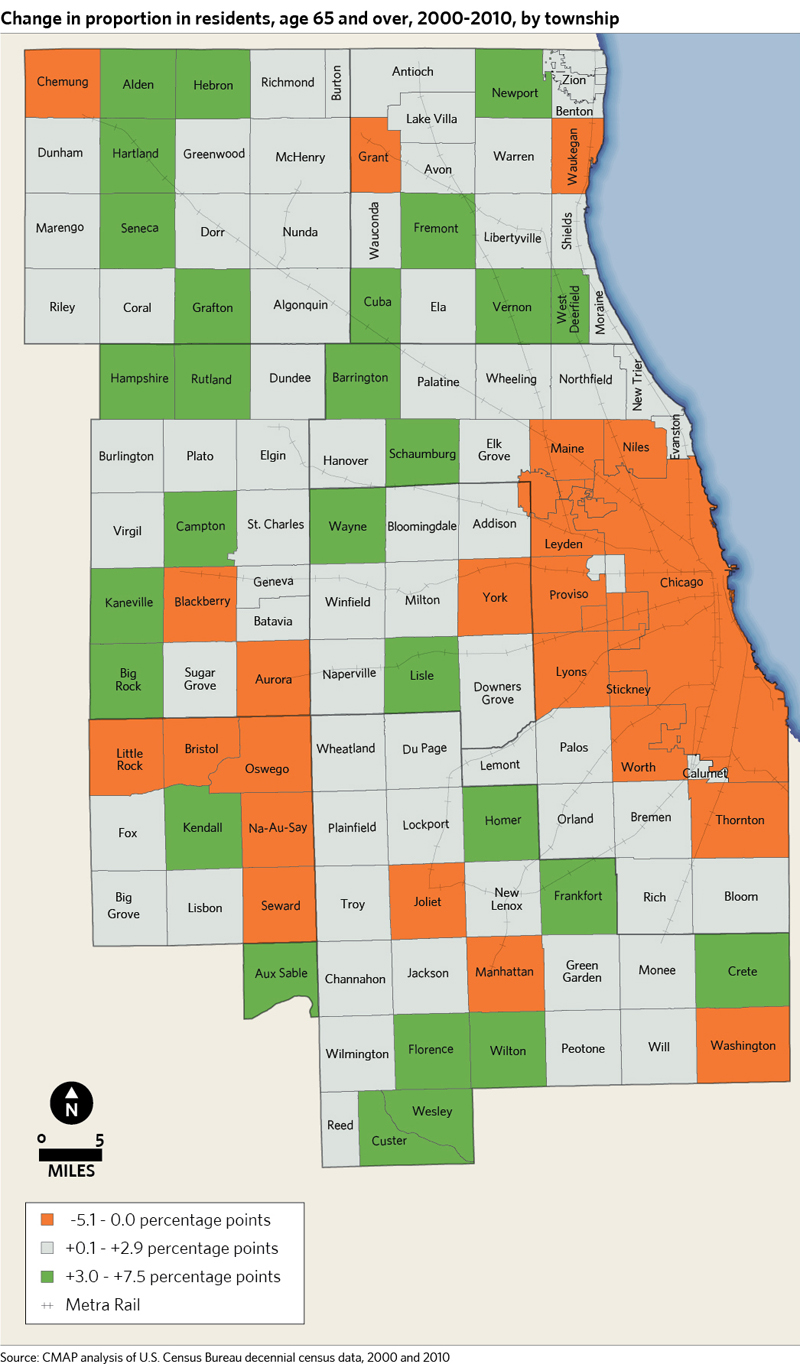 Change in proportion in residents, age 65 and over, 2000-2010, by township
Chemung
Alden
Hebron
Richmond
Burton
Antioch
Newport
Zion
Benton
Lake Villa
Dunham
Hartland
Greenwood
McHenry
Grant
Avon
Warren
Waukegan
Marengo
Seneca
Dorr
Nunda
Wauconda
Fremont
Libertyville
Shields
Riley
Coral
Grafton
Algonquin
Cuba
Ela
Vernon
West
Deerfield
Moraine
Hampshire
Rutland
Dundee
Barrington
Palatine
Wheeling
Northfield
New Trier
Burlington
Plato
Elgin
Hanover
Schaumburg
Elk
Grove
Maine
Niles
Evanston
Virgil
Campton
St. Charles
Wayne
Bloomingdale
Addison
Leyden
Kaneville
Blackberry
Geneva
Batavia
Winfield
Milton
York
Proviso
Chicago
Big
Rock
Sugar
Grove
Aurora
Naperville
Lisle
Downers
Grove
Lyons
Stickney
Little
Rock
Bristol
Oswego
Wheatland
Du Page
Lemont
Palos
Worth
Calumet
Fox
Kendall
Na-Au-Say
Plainfield
Lockport
Homer
Orland
Bremen
Thornton
Big
Grove
Lisbon
Seward
Troy
Joliet
New
Lenox
Frankfort
Rich
Bloom
Aux Sable
Channahon
Jackson
Manhattan
Green
Garden
Monee
Crete
Wilmington
Florence
Wilton
Peotone
Will
Washington
Reed
Wesley
Custer
N
0 5
MILES
-5.1 - 0.0 percentage points
+0.1 - +2.9 percentage points
+3.0 - +7.5 percentage points
Metra Rail
Source: CMAP analysis of U.S. Census Bureau decennial census data, 2000 and 2010